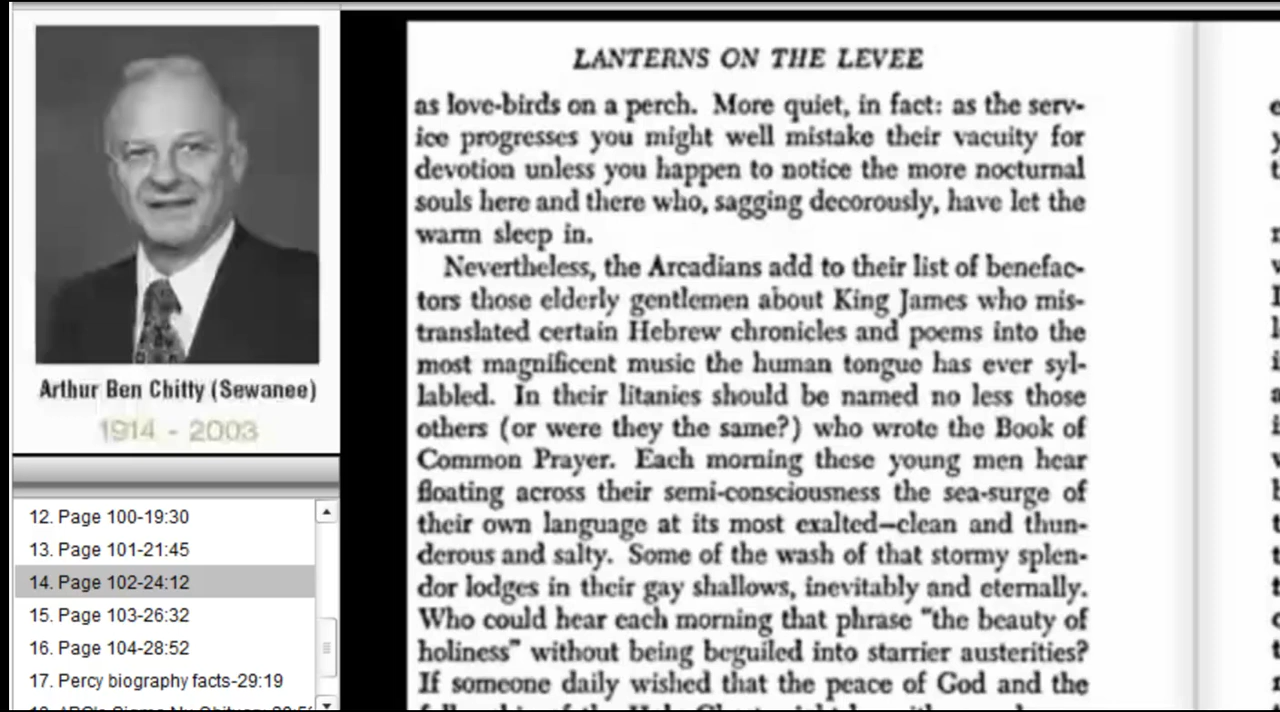 Arthur Ben Chitty (Sewanee)
1914 - 2003
12. Page 100-19:30
13. Page 101-21:45
14. Page 102-24:12
15. Page 103-26:32
16. Page 104-28:52
17. Percy biography facts-29:19
LANTERNS ON THE LEVEE
as love-birds on a perch. More quiet, in fact: as the serv-
ice progresses you might well mistake their vacuity for
devotion unless you happen to notice the more nocturnal
souls here and there who, sagging decorously, have let the
warm sleep in.
Nevertheless, the Arcadians add to their list of benefac-
tors those elderly gentlemen about King James who mis-
translated certain Hebrew chronicles and poems into the
most magnificent music the human tongue has ever syl-
labled. In their litanies should be named no less those
others (or were they the same?) who wrote the Book of
Common Prayer. Each morning these young men hear
floating across their semi-consciousness the sea-surge of
their own language at its most exalted—clean and thun-
derous and salty. Some of the wash of that stormy splen-
dor lodges in their gay shallows, inevitably and eternally.
Who could hear each morning that phrase "the beauty of
holiness" without being beguiled into starrier austerities?
If someone daily wished that the peace of God and the